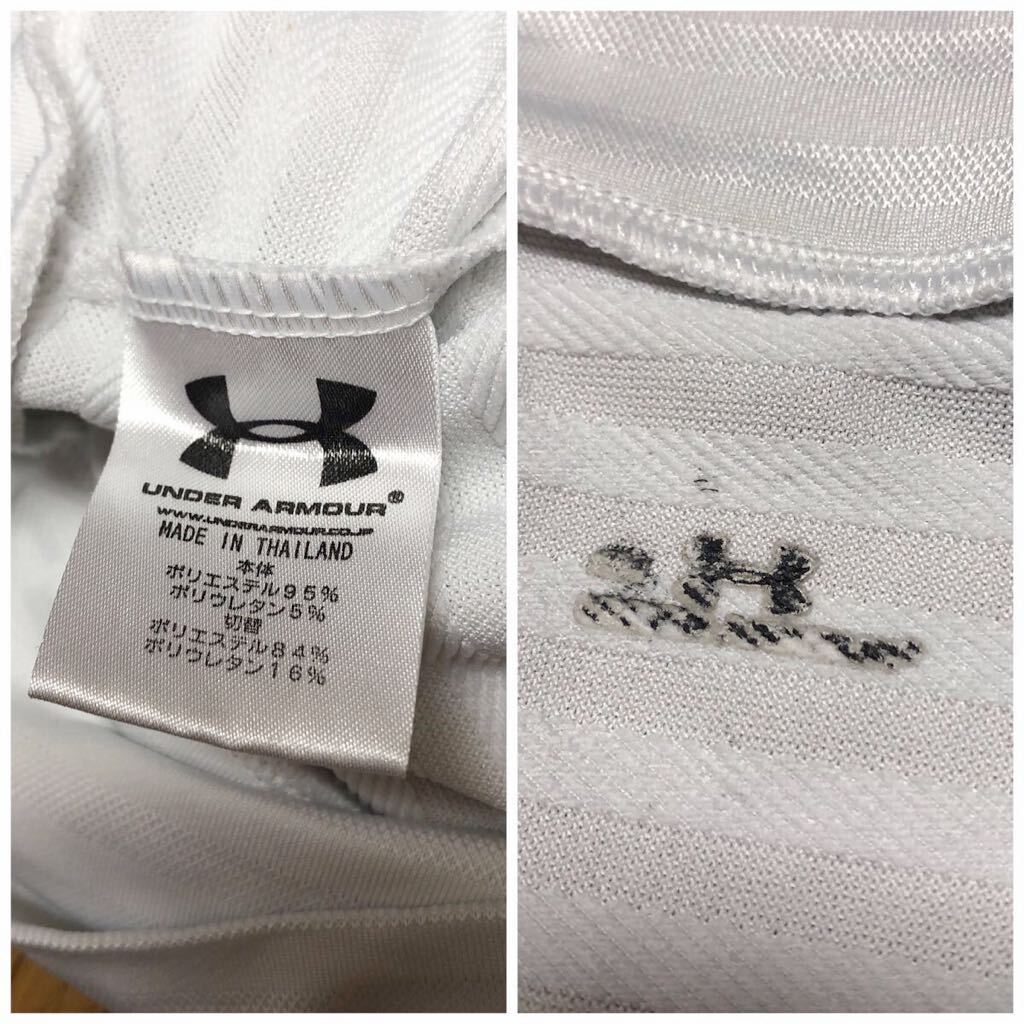 UNDER ARMOUR®
WWW.UNDERARMOUR.CO.JP
MADE IN THAILAND
本体
ポリエステル95%
ポリウレタン5%
切替
ポリエステル84%
ポリウレタン16%